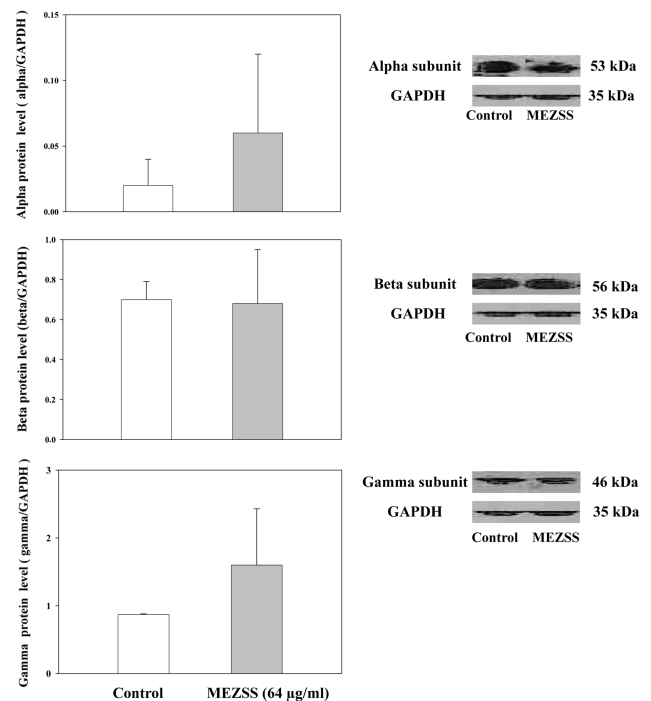 Alpha protein level ( alpha/GAPDH)
0.15
0.10
0.05
0.00
Alpha subunit
53 kDa
GAPDH
35 kDa
Control MEZSS
Beta protein level (beta/GAPDH)
1.0
0.8
0.6
0.4
0.2
0.0
Beta subunit
56 kDa
GAPDH
35 kDa
Control MEZSS
Gamma protein level ( gamma/GAPDH)
3
2
1
0
Gamma subunit
46 kDa
GAPDH
35 kDa
Control MEZSS
Control
MEZSS (64 µg/ml)